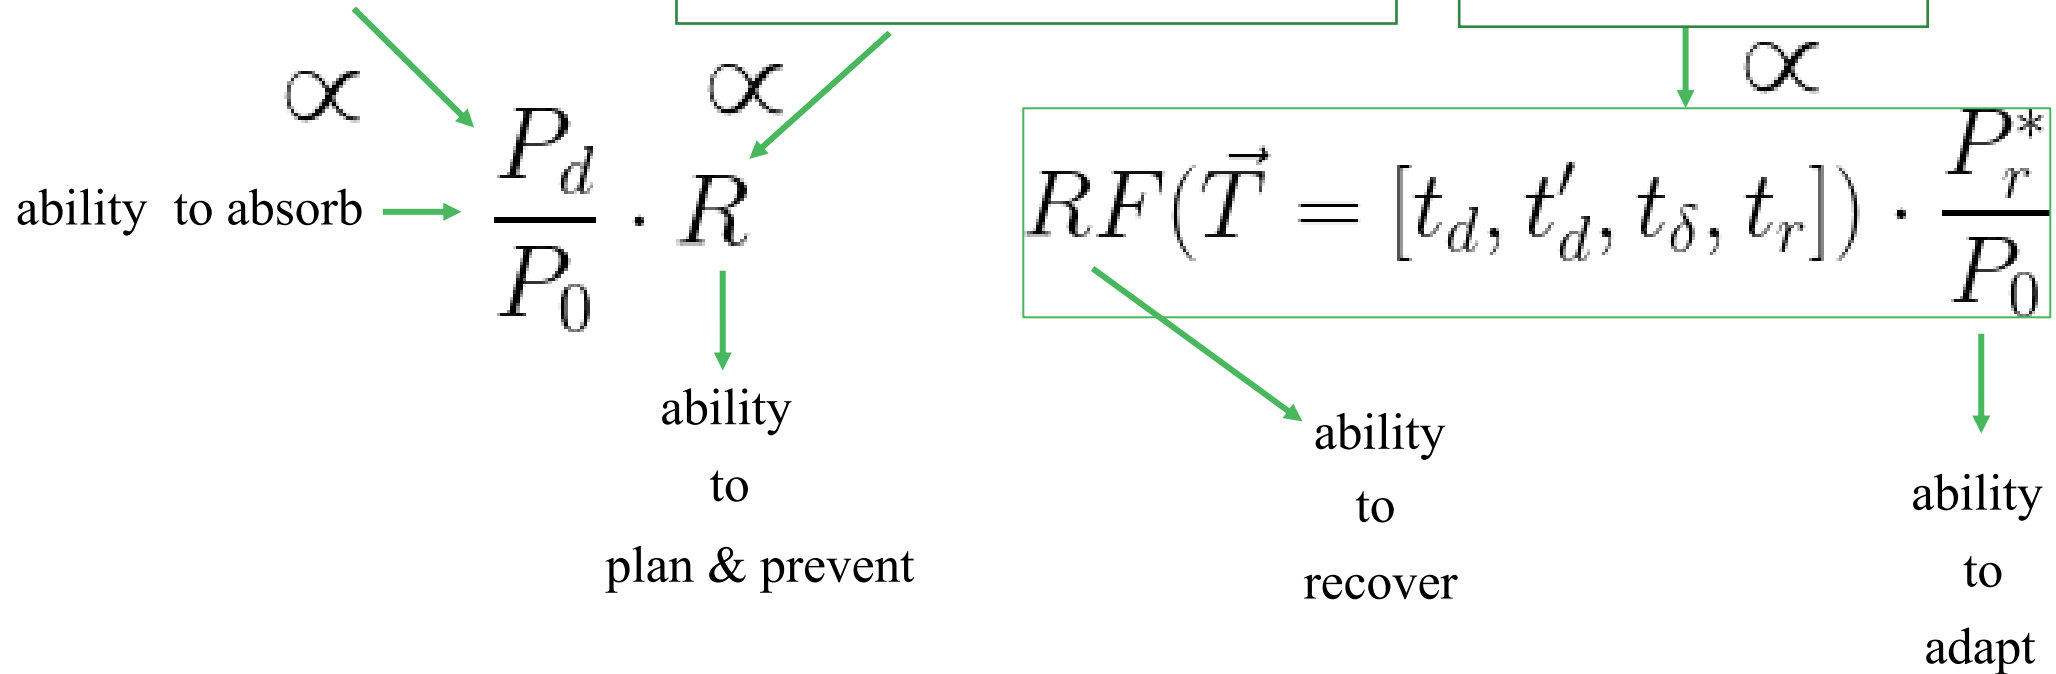 ∝ ∝ ∝
ability to absorb
P_d / P_0 · R
RF(T⃗ = [t_d, t′_d, t_δ, t_r]) · P*_r / P_0
ability
to
plan & prevent
ability
to
recover
ability
to
adapt